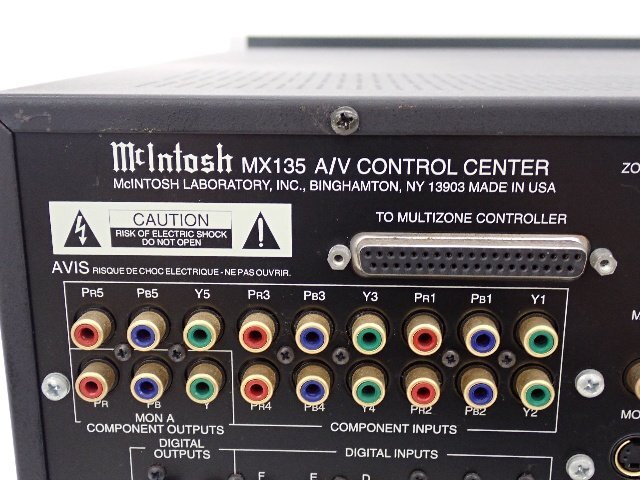 McIntosh MX135 A/V CONTROL CENTER
McINTOSH LABORATORY, INC., BINGHAMTON, NY 13903 MADE IN USA
ZO
CAUTION
RISK OF ELECTRIC SHOCK
DO NOT OPEN
TO MULTIZONE CONTROLLER
AVIS RISQUE DE CHOC ELECTRIQUE - NE PAS OUVRIR.
PR5 PB5 Y5 PR3 PB3 Y3 PR1 PB1 Y1
PR PB Y PR4 PB4 Y4 PR2 PB2 Y2
MON A
COMPONENT OUTPUTS
COMPONENT INPUTS
MO
DIGITAL
OUTPUTS
DIGITAL INPUTS